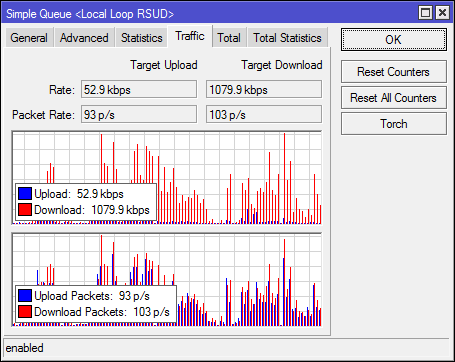 Simple Queue <Local Loop RSUD>
General Advanced Statistics Traffic Total Total Statistics
Target Upload Target Download
Rate: 52.9 kbps 1079.9 kbps
Packet Rate: 93 p/s 103 p/s
Upload: 52.9 kbps
Download: 1079.9 kbps
Upload Packets: 93 p/s
Download Packets: 103 p/s
OK
Reset Counters
Reset All Counters
Torch
enabled